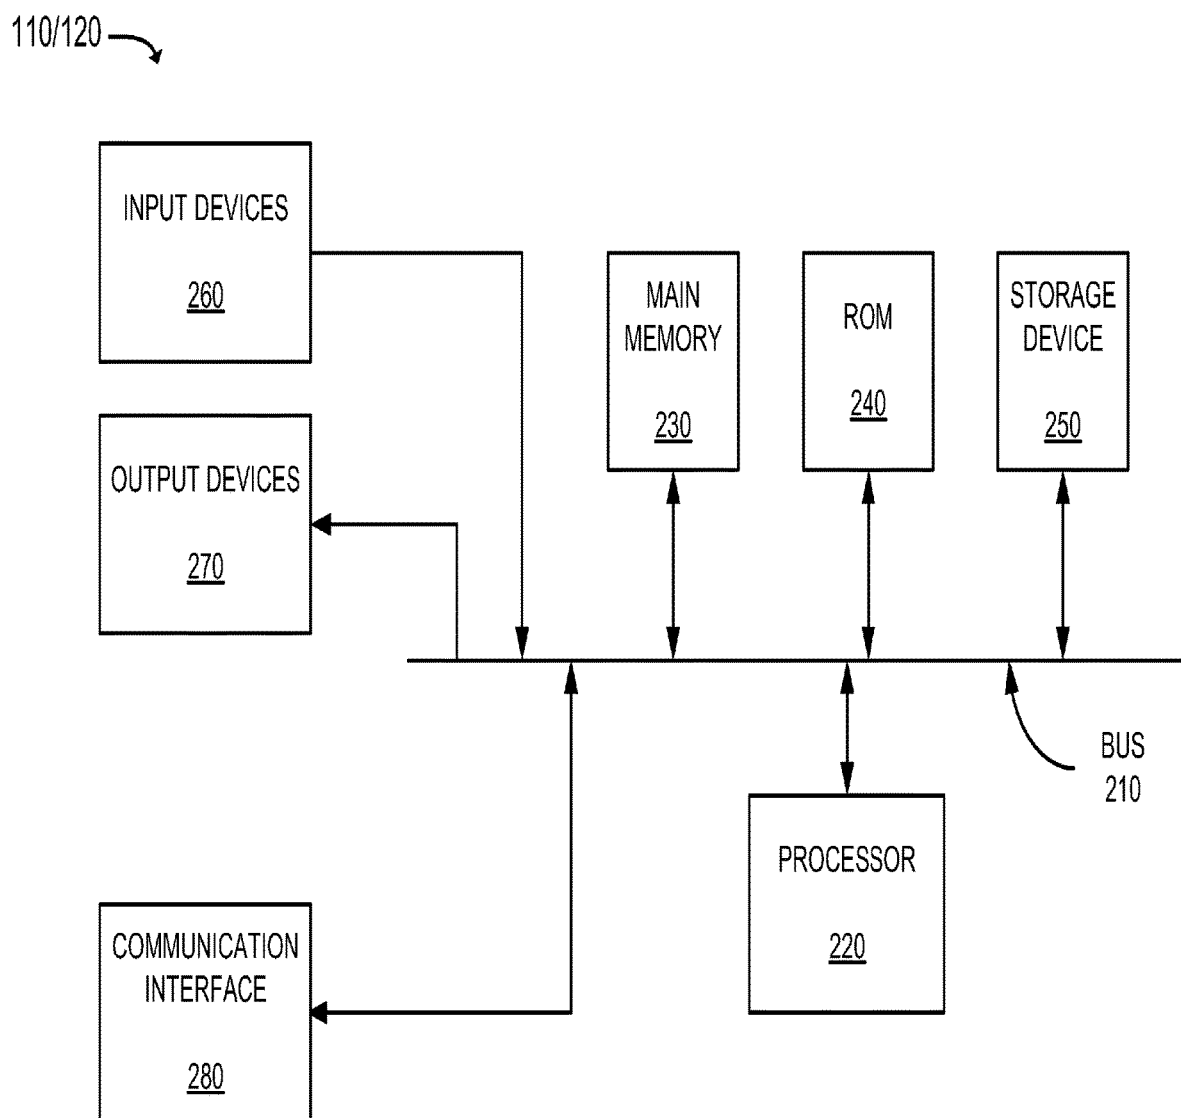 110/120
INPUT DEVICES
260
OUTPUT DEVICES
270
MAIN
MEMORY
230
ROM
240
STORAGE
DEVICE
250
BUS
210
PROCESSOR
220
COMMUNICATION
INTERFACE
280